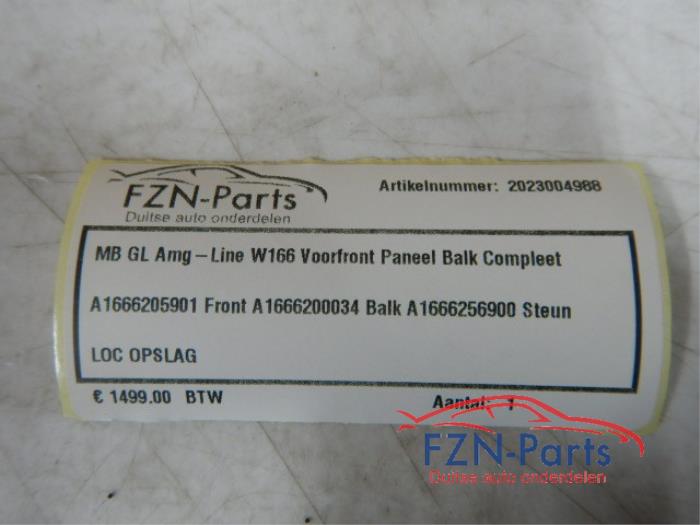 FZN-Parts
Duitse auto onderdelen
Artikelnummer: 2023004988
MB GL Amg – Line W166 Voorfront Paneel Balk Compleet
A1666205901 Front A1666200034 Balk A1666256900 Steun
LOC OPSLAG
€ 1499.00 BTW
Aantal: 1
FZN-Parts
Duitse auto onderdelen